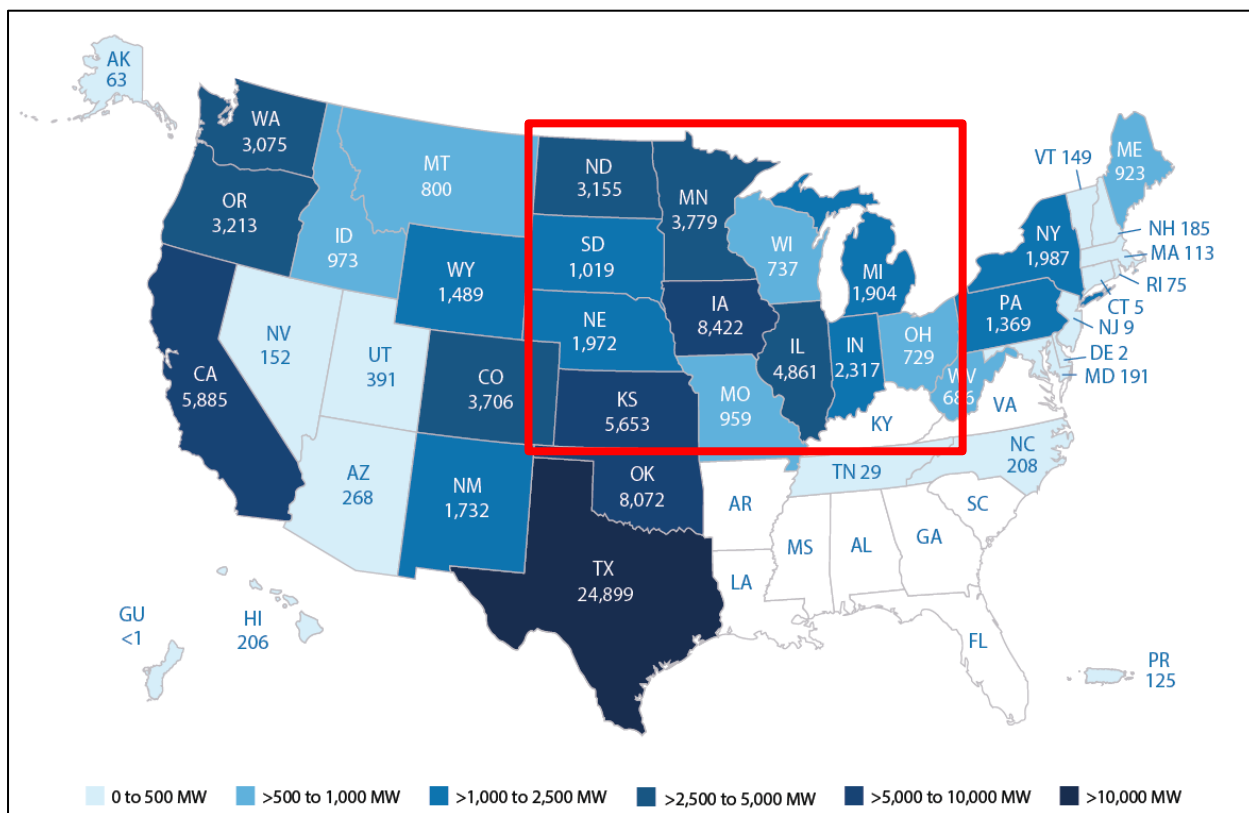 AK
63
WA
3,075
MT
800
ND
3,155
MN
3,779
VT 149
ME
923
OR
3,213
ID
973
WY
1,489
SD
1,019
WI
737
MI
1,904
NY
1,987
NH 185
MA 113
RI 75
CT 5
NJ 9
DE 2
MD 191
PA
1,369
NV
152
UT
391
CO
3,706
NE
1,972
IA
8,422
IL
4,861
IN
2,317
OH
729
WV
686
VA
CA
5,885
KS
5,653
MO
959
KY
AZ
268
NM
1,732
OK
8,072
AR
TN 29
NC
208
SC
MS
AL
GA
LA
TX
24,899
FL
GU
<1
HI
206
PR
125
0 to 500 MW
>500 to 1,000 MW
>1,000 to 2,500 MW
>2,500 to 5,000 MW
>5,000 to 10,000 MW
>10,000 MW